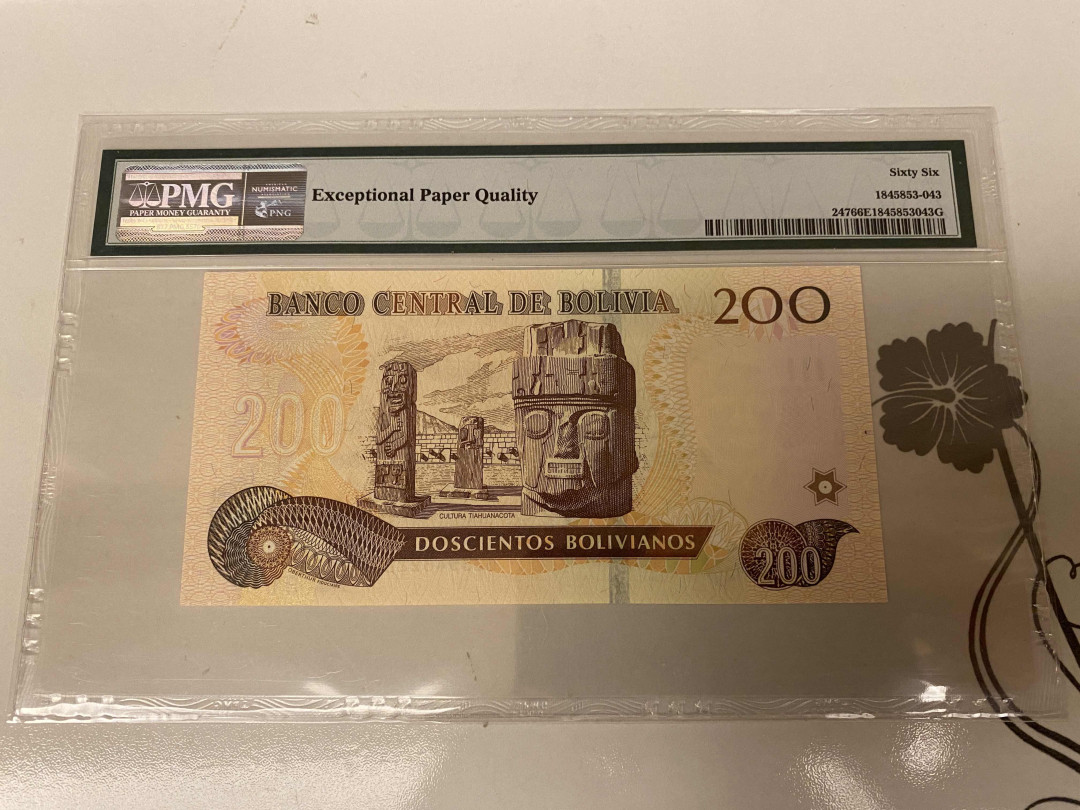 Sixty Six
PMG
PAPER MONEY GUARANTY
NUMISMATIC
PNG
Exceptional Paper Quality
1845853-043
24766E1845853043G
BANCO CENTRAL DE BOLIVIA
200
200
CULTURA TIAHUANACOTA
DOSCIENTOS BOLIVIANOS
200